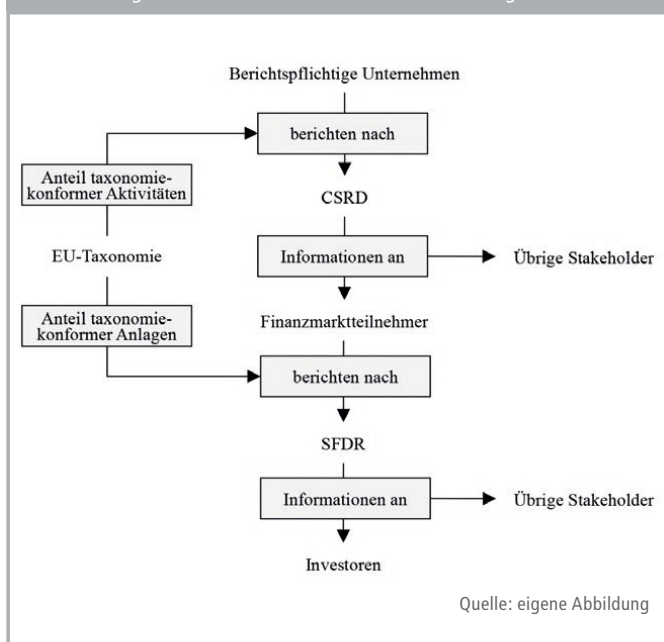 Berichtspflichtige Unternehmen
berichten nach
Anteil taxonomie-
konformer Aktivitäten
CSRD
EU-Taxonomie
Informationen an
Übrige Stakeholder
Anteil taxonomie-
konformer Anlagen
Finanzmarktteilnehmer
berichten nach
SFDR
Informationen an
Übrige Stakeholder
Investoren
Quelle: eigene Abbildung